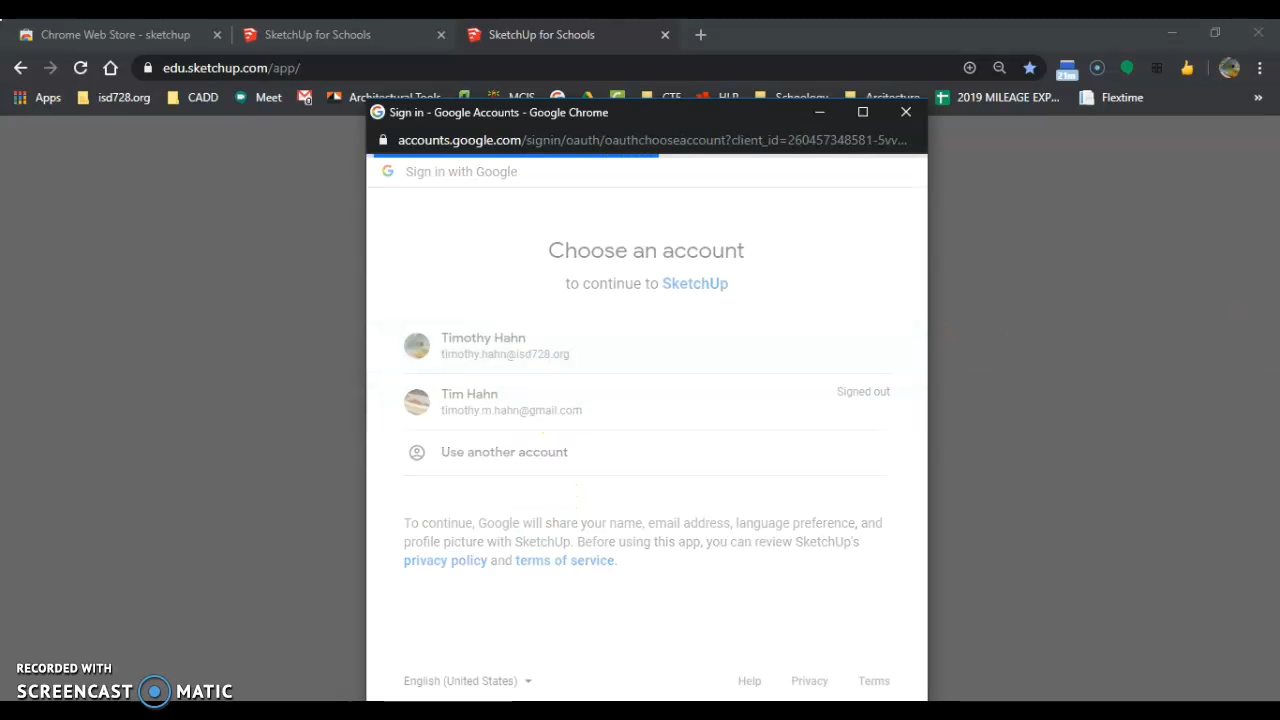 Chrome Web Store - sketchup
SketchUp for Schools
SketchUp for Schools
edu.sketchup.com/app/
21m
Apps
isd728.org
CADD
Meet
Architectural Tools
MCIS
CTE
HLP
Schoology
Arcitecture
2019 MILEAGE EXP...
Flextime
»
Sign in - Google Accounts - Google Chrome
accounts.google.com/signin/oauth/oauthchooseaccount?client_id=260457348581-5vv...
Sign in with Google
Choose an account
to continue to SketchUp
Timothy Hahn
timothy.hahn@isd728.org
Tim Hahn
Signed out
timothy.m.hahn@gmail.com
Use another account
To continue, Google will share your name, email address, language preference, and
profile picture with SketchUp. Before using this app, you can review SketchUp's
privacy policy and terms of service.
English (United States)
Help
Privacy
Terms
RECORDED WITH
SCREENCAST MATIC